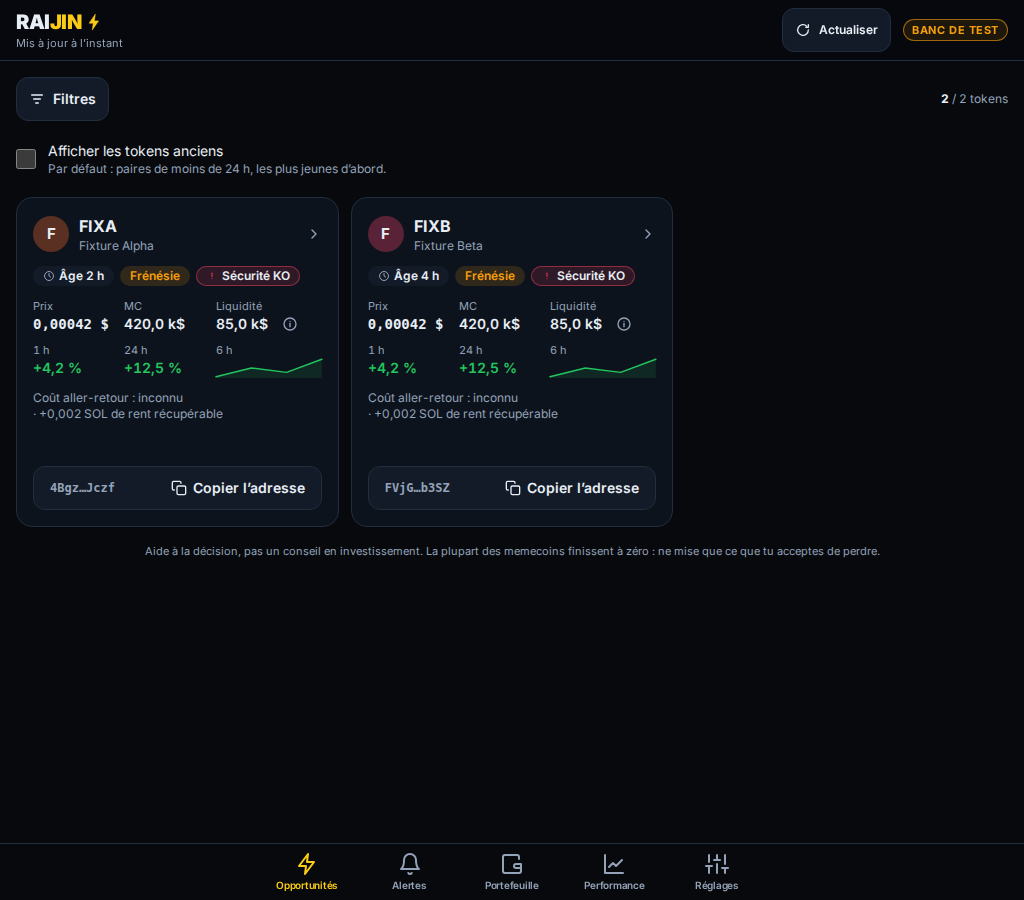 RAIJIN
Mis à jour à l'instant
Actualiser
BANC DE TEST
Filtres
2 / 2 tokens
Afficher les tokens anciens
Par défaut : paires de moins de 24 h, les plus jeunes d’abord.
F
FIXA
Fixture Alpha
Âge 2 h
Frénésie
! Sécurité KO
Prix
MC
Liquidité
0,00042 $
420,0 k$
85,0 k$
1 h
24 h
6 h
+4,2 %
+12,5 %
Coût aller-retour : inconnu
· +0,002 SOL de rent récupérable
4Bgz…Jczf
Copier l’adresse
F
FIXB
Fixture Beta
Âge 4 h
Frénésie
! Sécurité KO
Prix
MC
Liquidité
0,00042 $
420,0 k$
85,0 k$
1 h
24 h
6 h
+4,2 %
+12,5 %
Coût aller-retour : inconnu
· +0,002 SOL de rent récupérable
FVjG…b3SZ
Copier l’adresse
Aide à la décision, pas un conseil en investissement. La plupart des memecoins finissent à zéro : ne mise que ce que tu acceptes de perdre.
Opportunités
Alertes
Portefeuille
Performance
Réglages